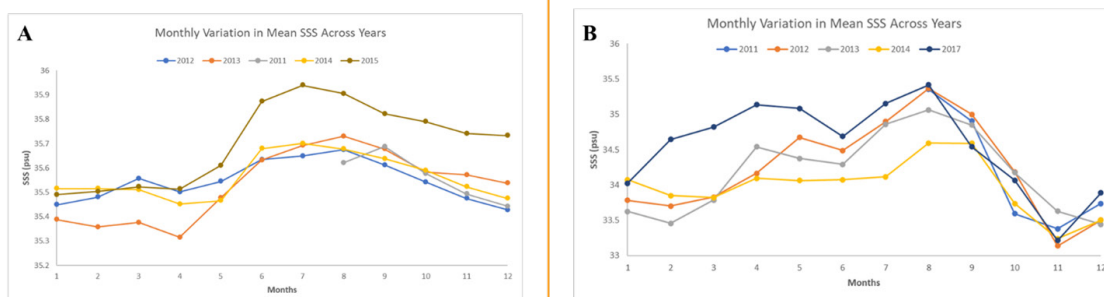 A
Monthly Variation in Mean SSS Across Years
2012 2013 2011 2014 2015
36
35.9
35.8
35.7
35.6
35.5
35.4
35.3
35.2
SSS (psu)
1 2 3 4 5 6 7 8 9 10 11 12
Months
B
Monthly Variation in Mean SSS Across Years
2011 2012 2013 2014 2017
36
35.5
35
34.5
34
33.5
33
SSS (psu)
1 2 3 4 5 6 7 8 9 10 11 12
Months